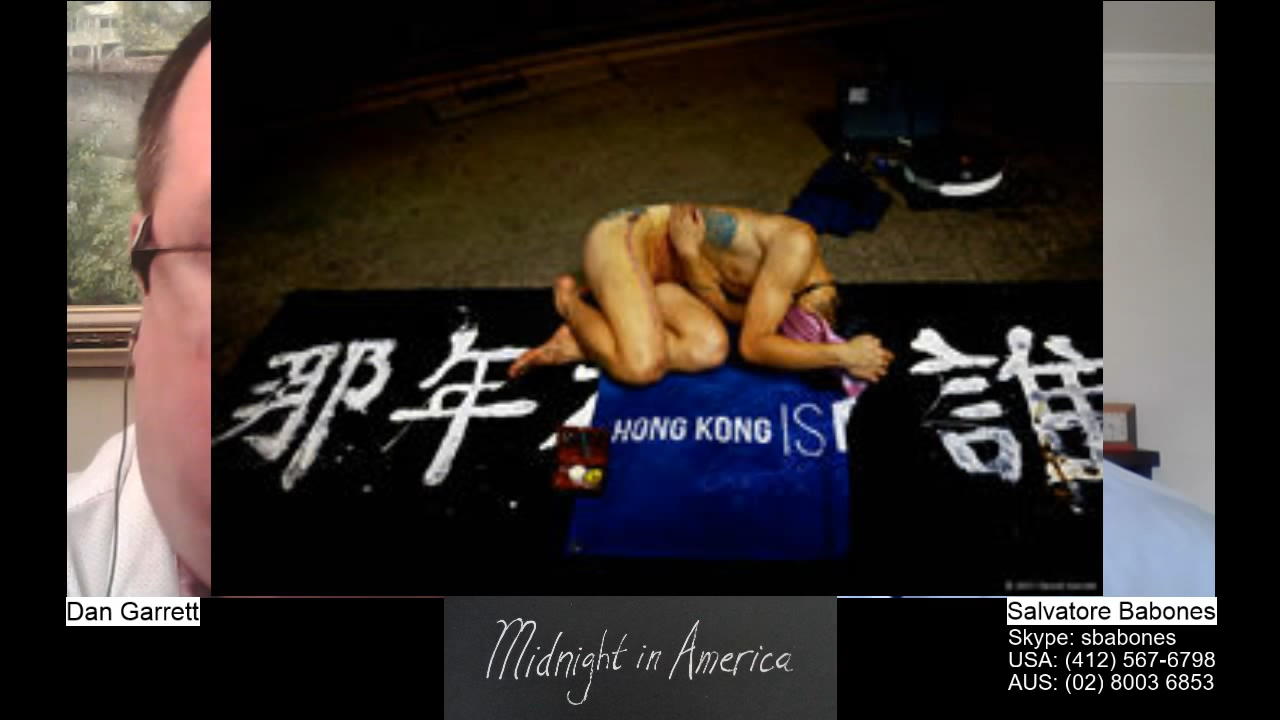 那年
誰
HONG KONG IS
Dan Garrett
Midnight in America
Salvatore Babones
Skype: sbabones
USA: (412) 567-6798
AUS: (02) 8003 6853